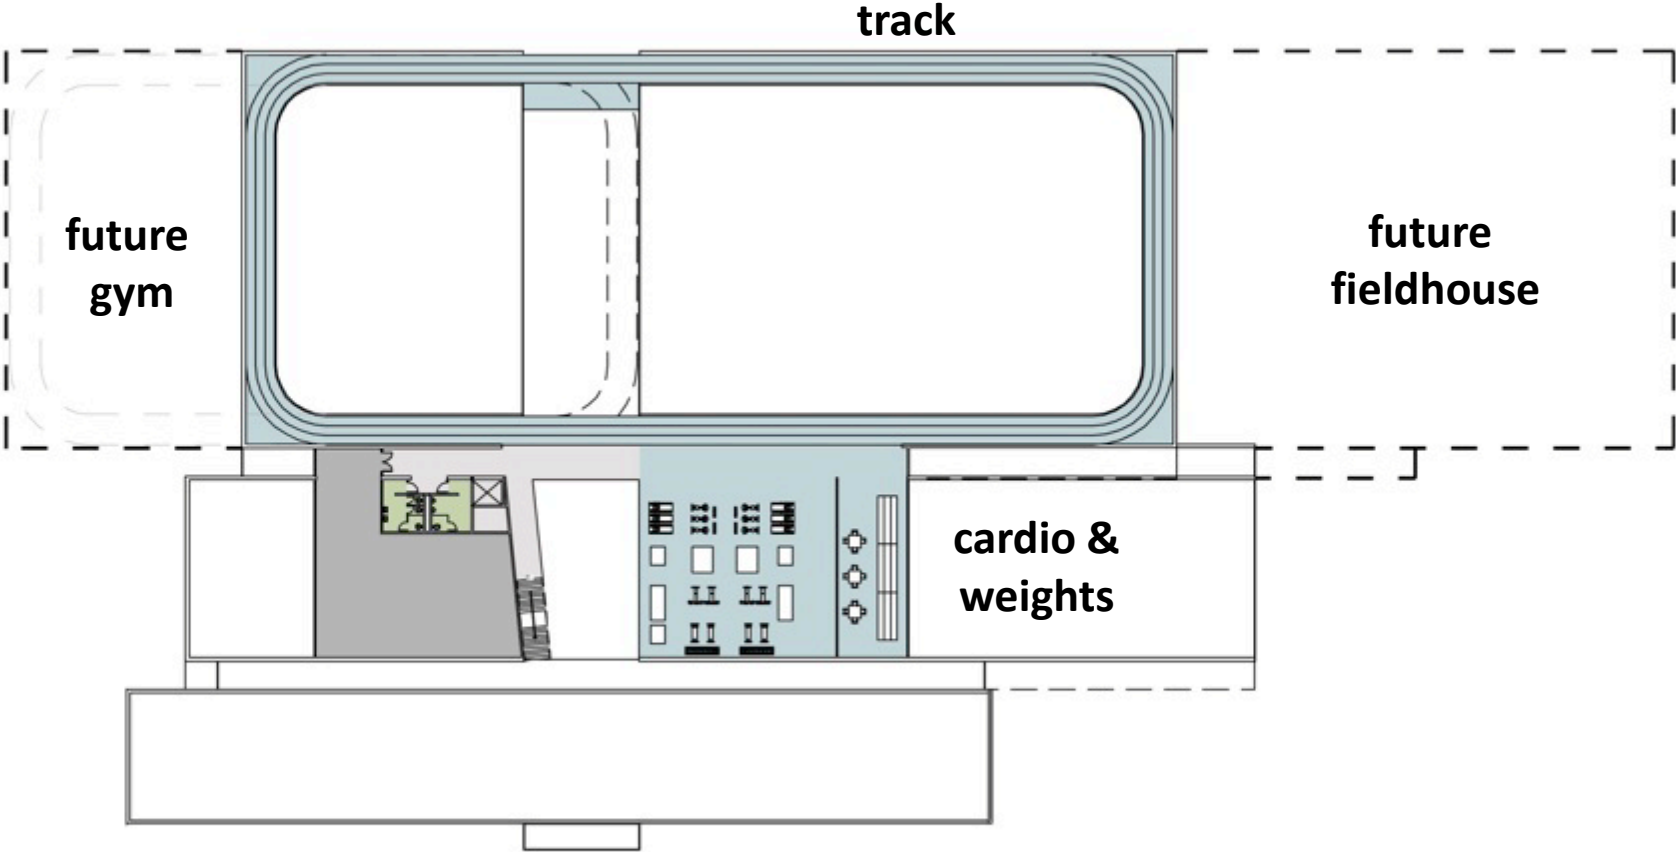 track
future
gym
future
fieldhouse
cardio &
weights